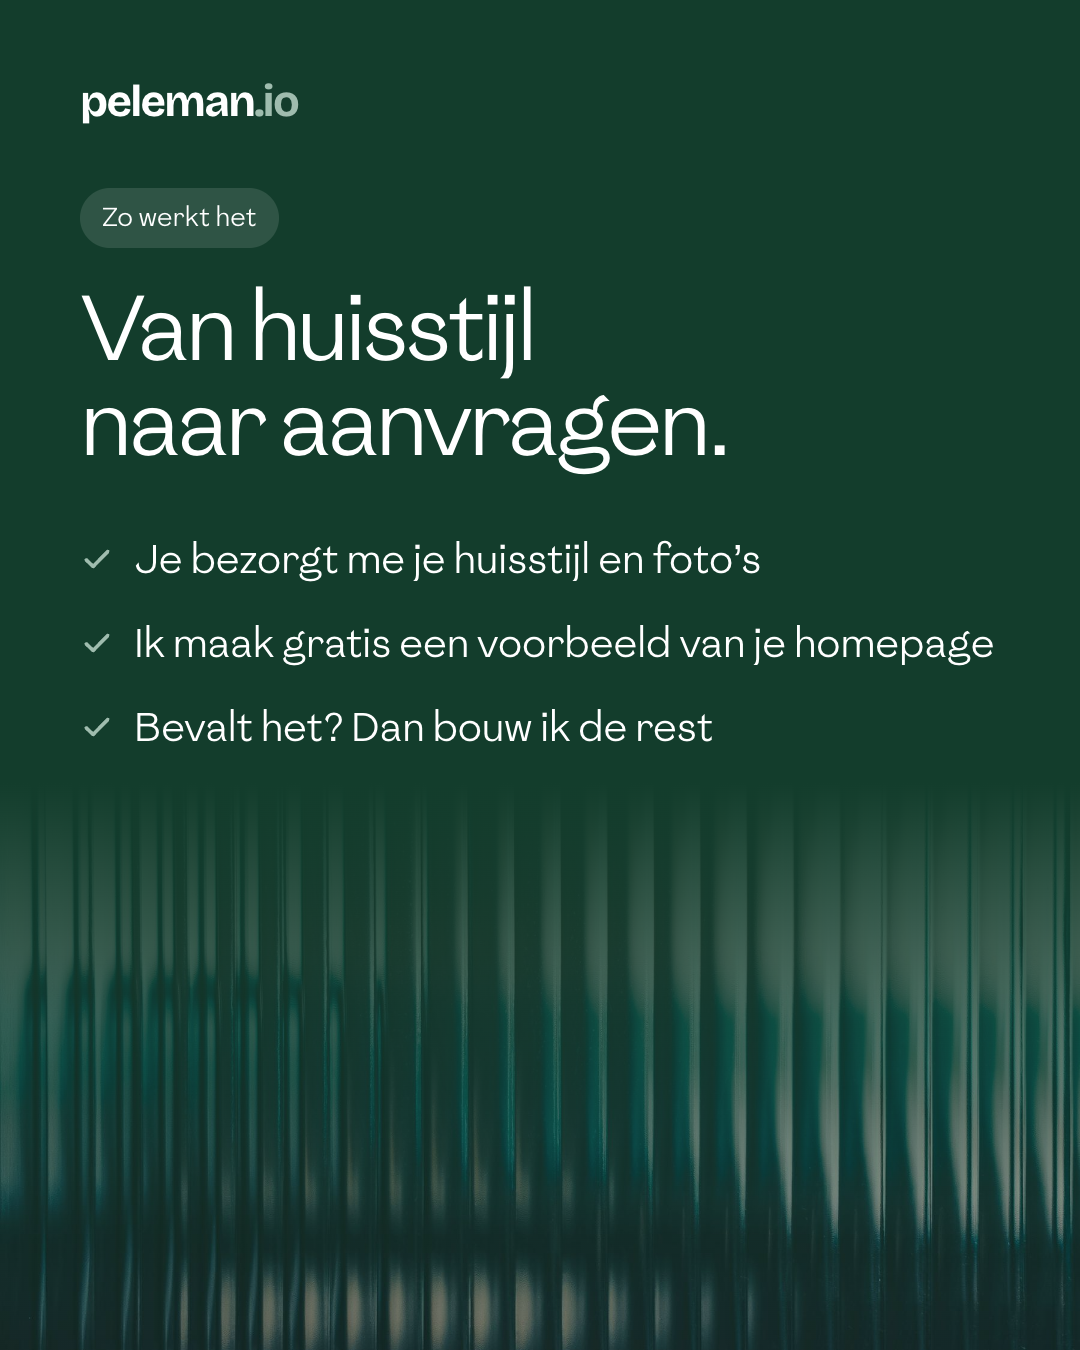 peleman.io
Zo werkt het
Van huisstijl
naar aanvragen.
Je bezorgt me je huisstijl en foto’s
Ik maak gratis een voorbeeld van je homepage
Bevalt het? Dan bouw ik de rest